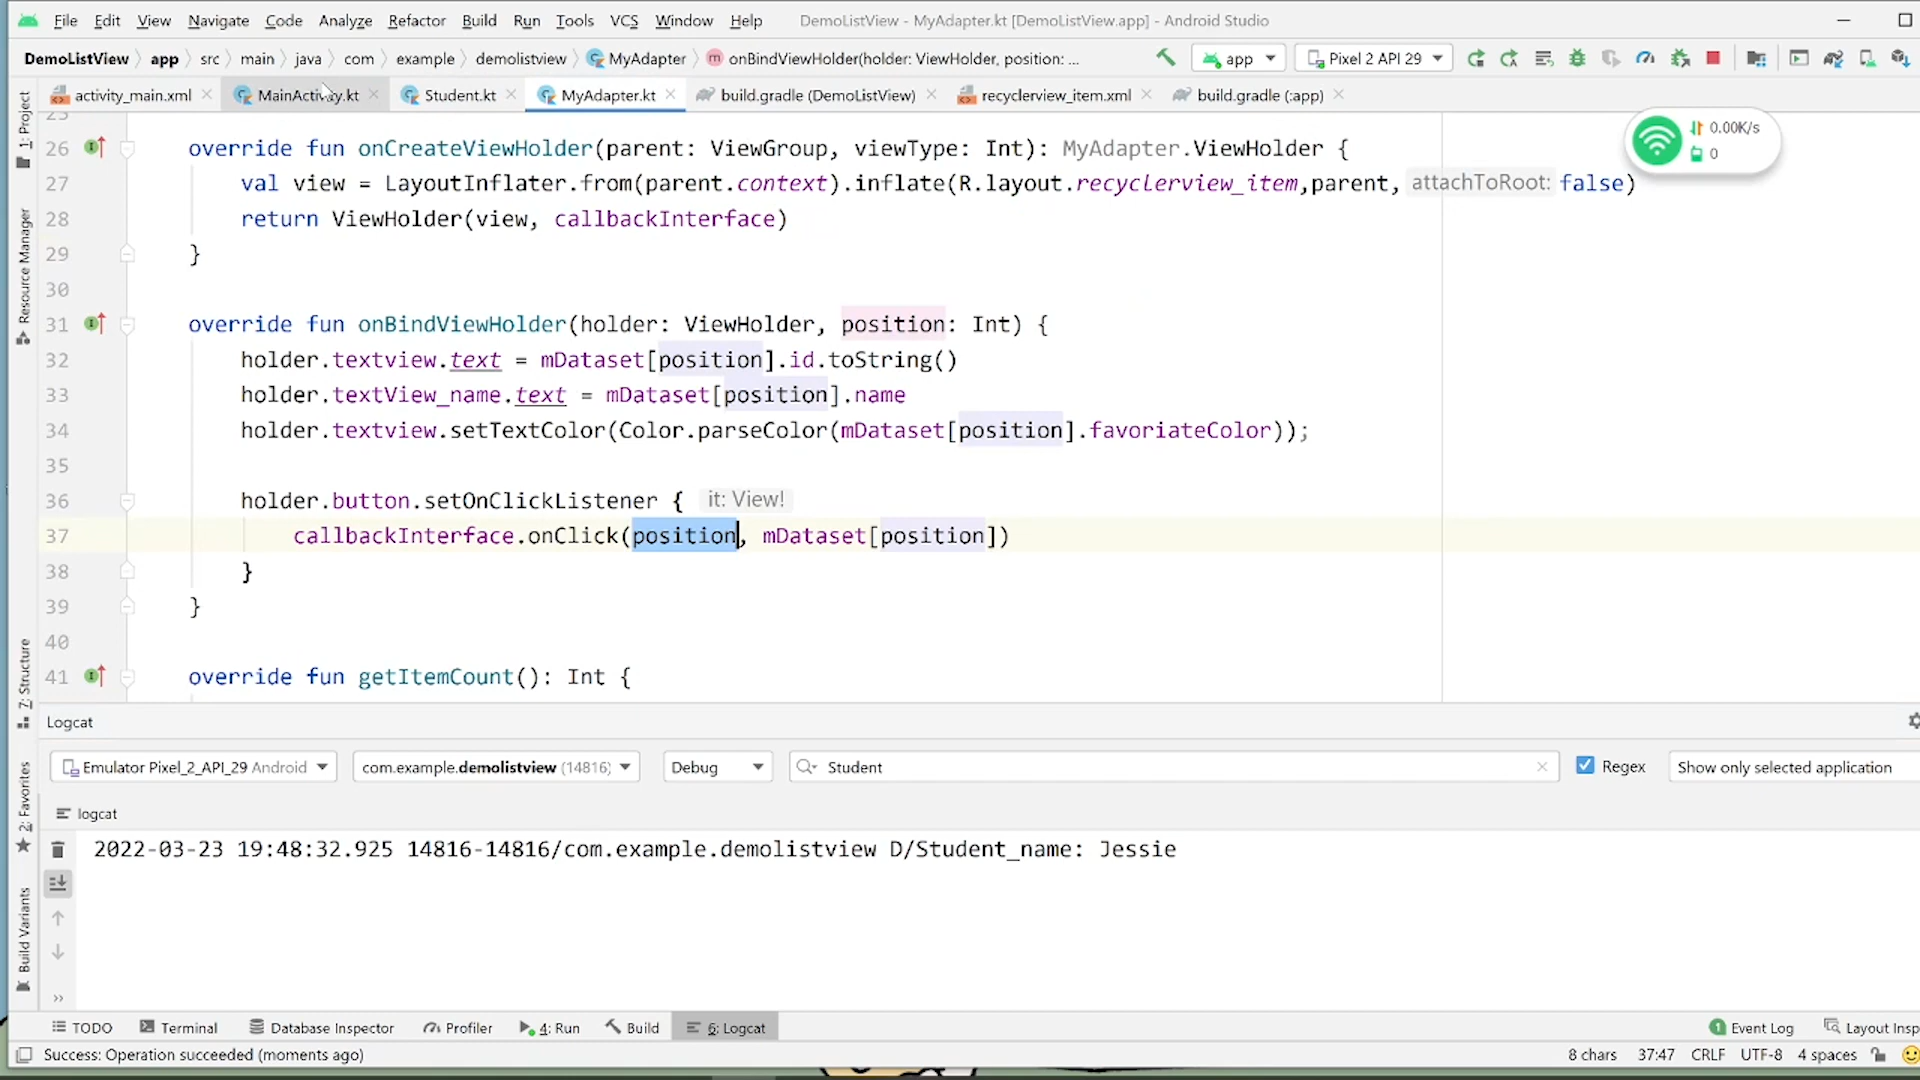 File Edit View Navigate Code Analyze Refactor Build Run Tools VCS Window Help DemoListView - MyAdapter.kt [DemoListView.app] - Android Studio
DemoListView app src main java com example demolistview MyAdapter onBindViewHolder(holder: ViewHolder, position: ... app Pixel 2 API 29
activity_main.xml MainActivity.kt Student.kt MyAdapter.kt build.gradle (DemoListView) recyclerview_item.xml build.gradle (:app)
1: Project
Resource Manager
7: Structure
2: Favorites
Build Variants
0.00K/s
0
25
26 override fun onCreateViewHolder(parent: ViewGroup, viewType: Int): MyAdapter.ViewHolder {
27 val view = LayoutInflater.from(parent.context).inflate(R.layout.recyclerview_item,parent, attachToRoot: false)
28 return ViewHolder(view, callbackInterface)
29 }
30
31 override fun onBindViewHolder(holder: ViewHolder, position: Int) {
32 holder.textview.text = mDataset[position].id.toString()
33 holder.textView_name.text = mDataset[position].name
34 holder.textview.setTextColor(Color.parseColor(mDataset[position].favoriateColor));
35
36 holder.button.setOnClickListener { it: View!
37 callbackInterface.onClick(position, mDataset[position])
38 }
39 }
40
41 override fun getItemCount(): Int {
Logcat
Emulator Pixel_2_API_29 Android com.example.demolistview (14816) Debug Student Regex Show only selected application
logcat
2022-03-23 19:48:32.925 14816-14816/com.example.demolistview D/Student_name: Jessie
TODO Terminal Database Inspector Profiler 4: Run Build 6: Logcat 1 Event Log Layout Insp
Success: Operation succeeded (moments ago) 8 chars 37:47 CRLF UTF-8 4 spaces